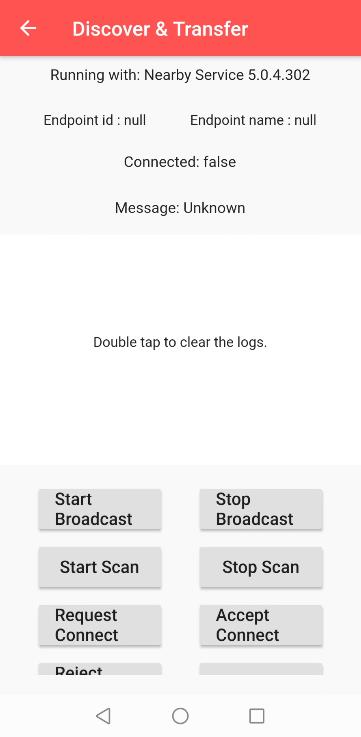 Discover & Transfer
Running with: Nearby Service 5.0.4.302
Endpoint id : null
Endpoint name : null
Connected: false
Message: Unknown
Double tap to clear the logs.
Start
Broadcast
Stop
Broadcast
Start Scan
Stop Scan
Request
Connect
Accept
Connect
Reject